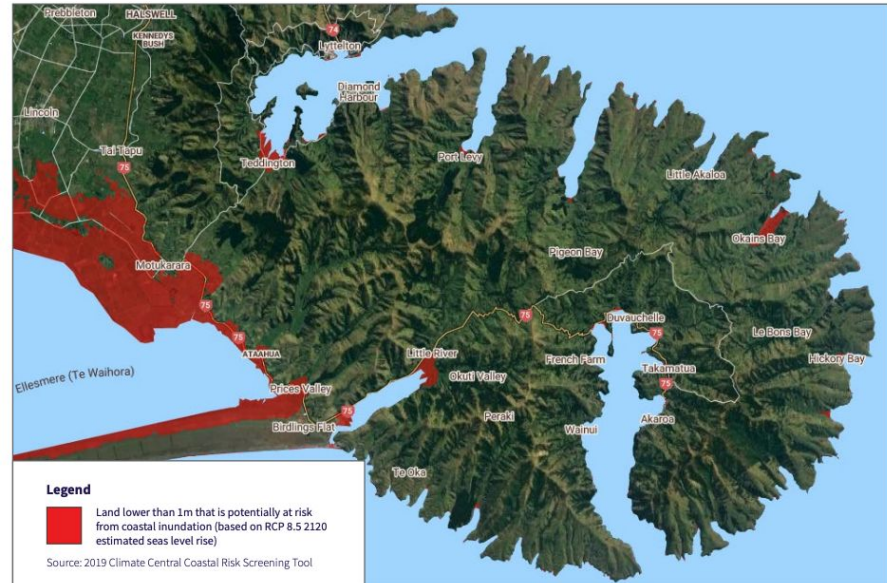 Prebbleton
HALSWELL
KENNEDYS
BUSH
74
Lyttelton
Diamond
Harbour
Lincoln
Tai Tapu
75
Teddington
Port Levy
Little Akaloa
Okains Bay
Motukarara
Pigeon Bay
75
75
Duvauchelle
75
75
Le Bons Bay
ATAAHUA
Little River
French Farm
Hickory Bay
Ellesmere (Te Waihora)
Okuti Valley
Takamatua
75
Prices Valley
75
Peraki
Wainui
Akaroa
Birdlings Flat
Te Oka
Legend
Land lower than 1m that is potentially at risk
from coastal inundation (based on RCP 8.5 2120
estimated seas level rise)
Source: 2019 Climate Central Coastal Risk Screening Tool